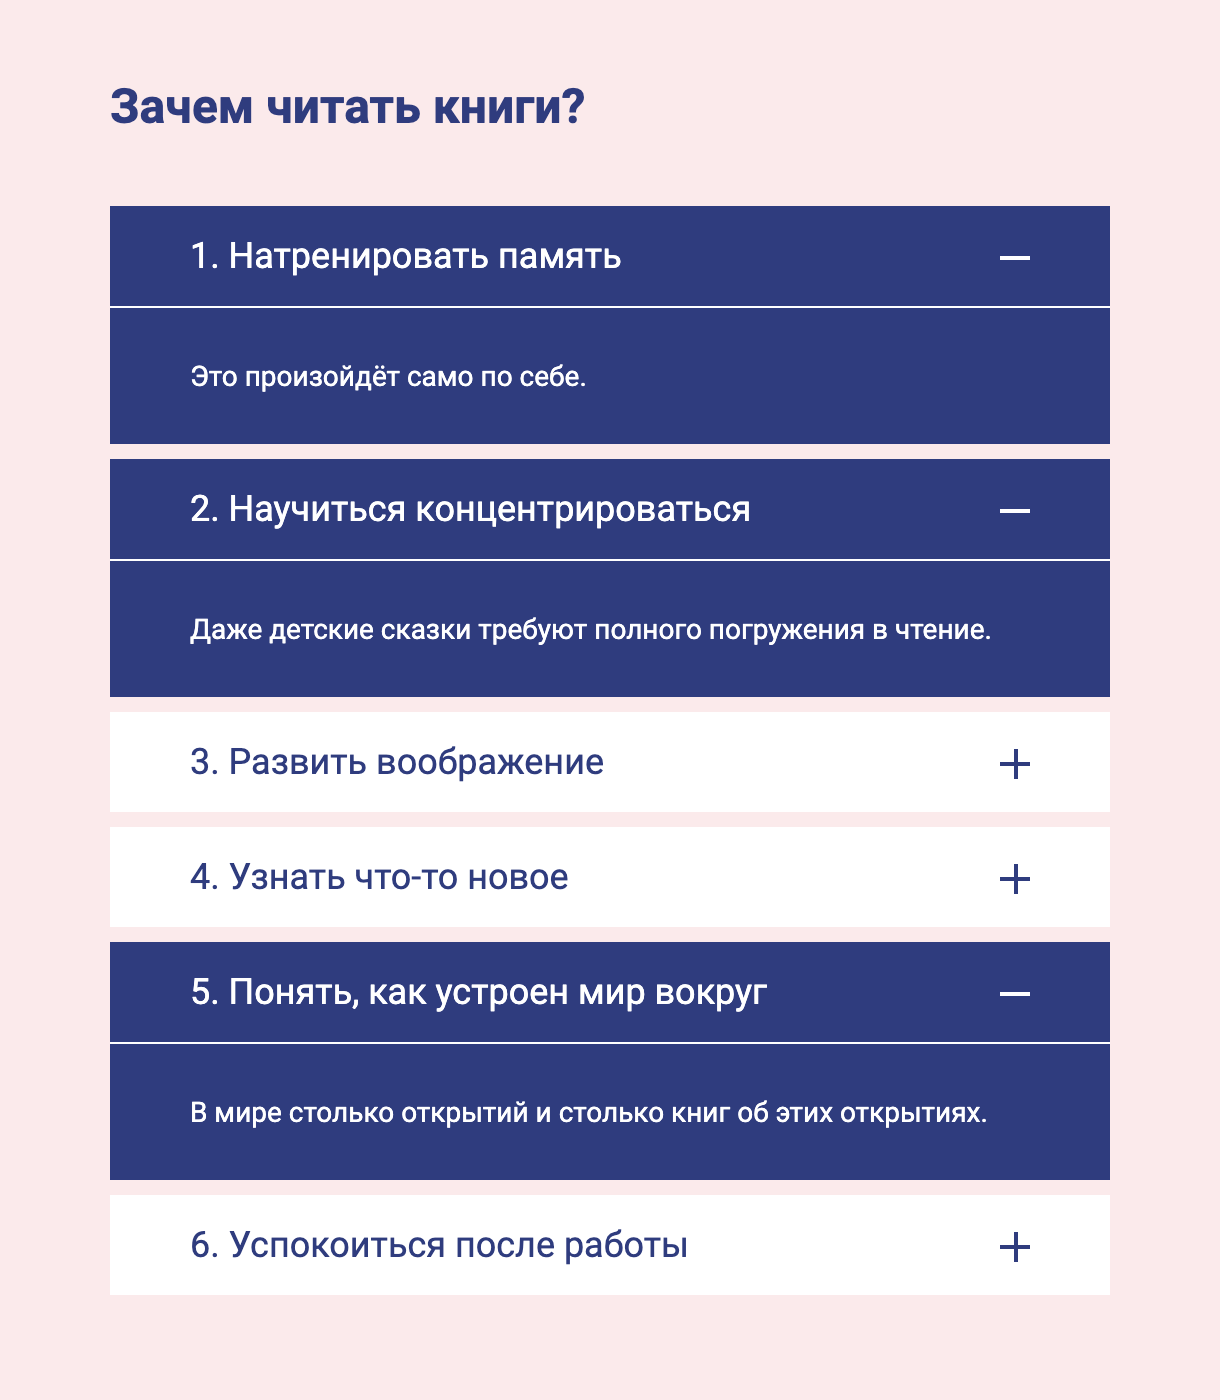 Зачем читать книги?
1. Натренировать память
Это произойдёт само по себе.
2. Научиться концентрироваться
Даже детские сказки требуют полного погружения в чтение.
3. Развить воображение
4. Узнать что-то новое
5. Понять, как устроен мир вокруг
В мире столько открытий и столько книг об этих открытиях.
6. Успокоиться после работы